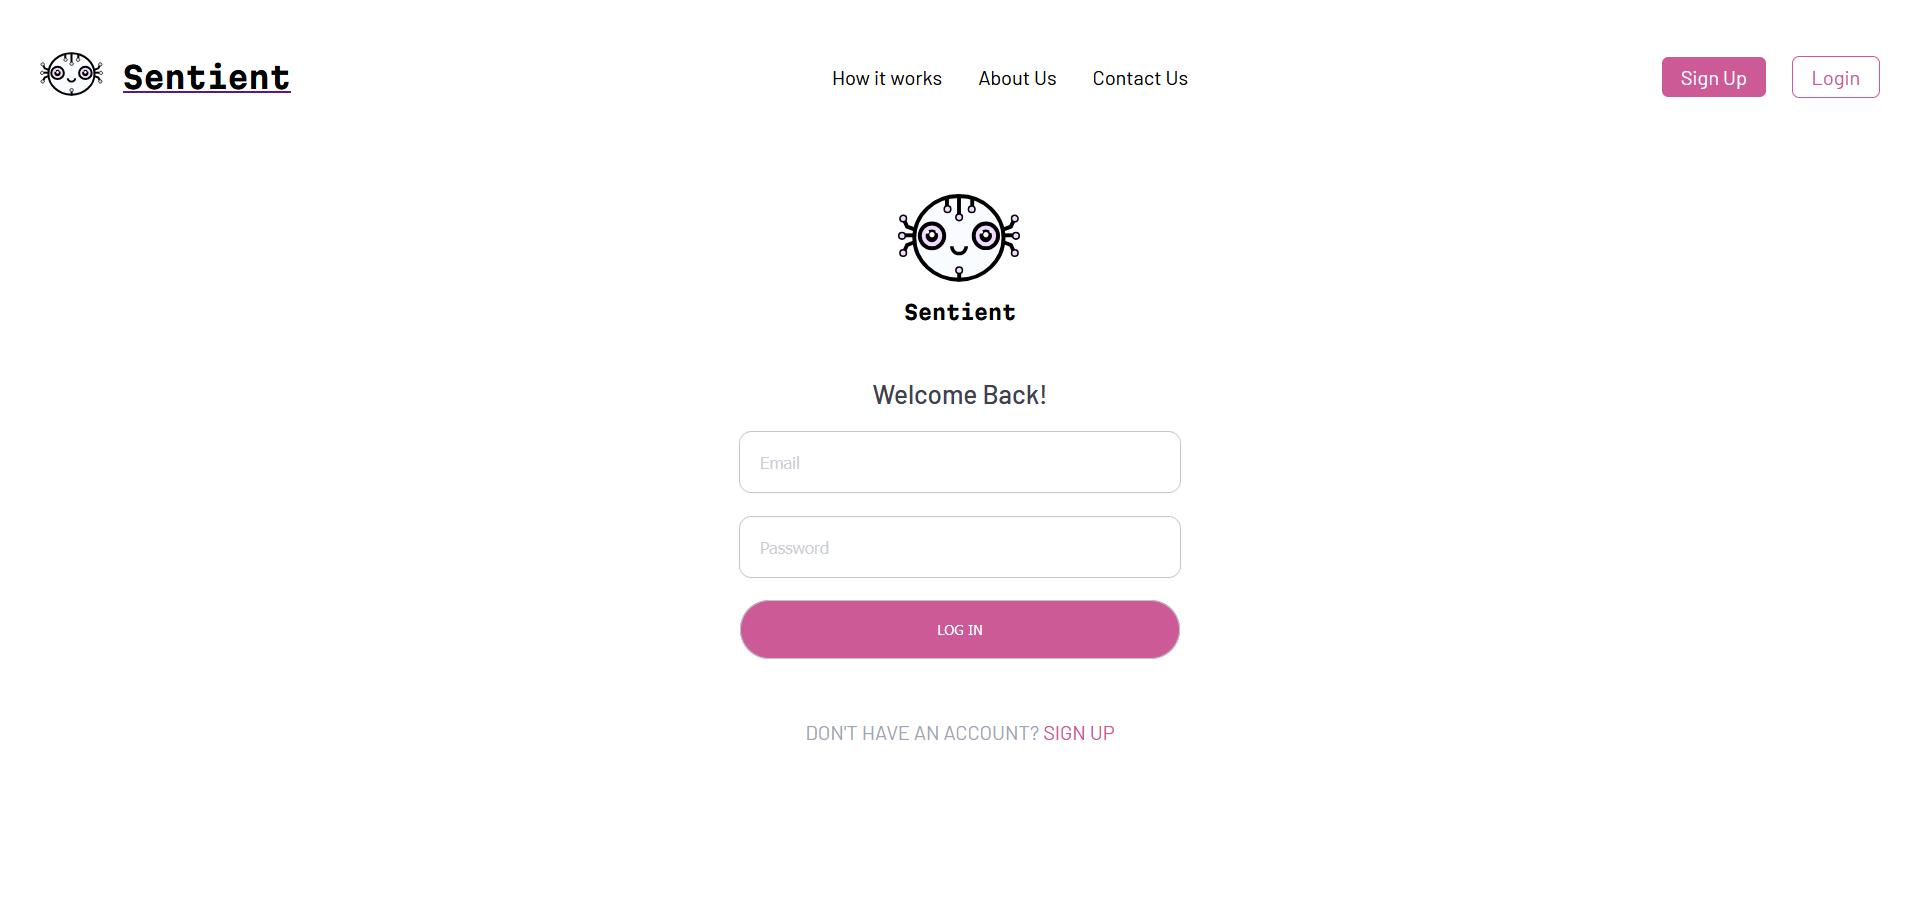 Sentient
How it works
About Us
Contact Us
Sign Up
Login
Sentient
Welcome Back!
Email
Password
LOG IN
DON'T HAVE AN ACCOUNT? SIGN UP